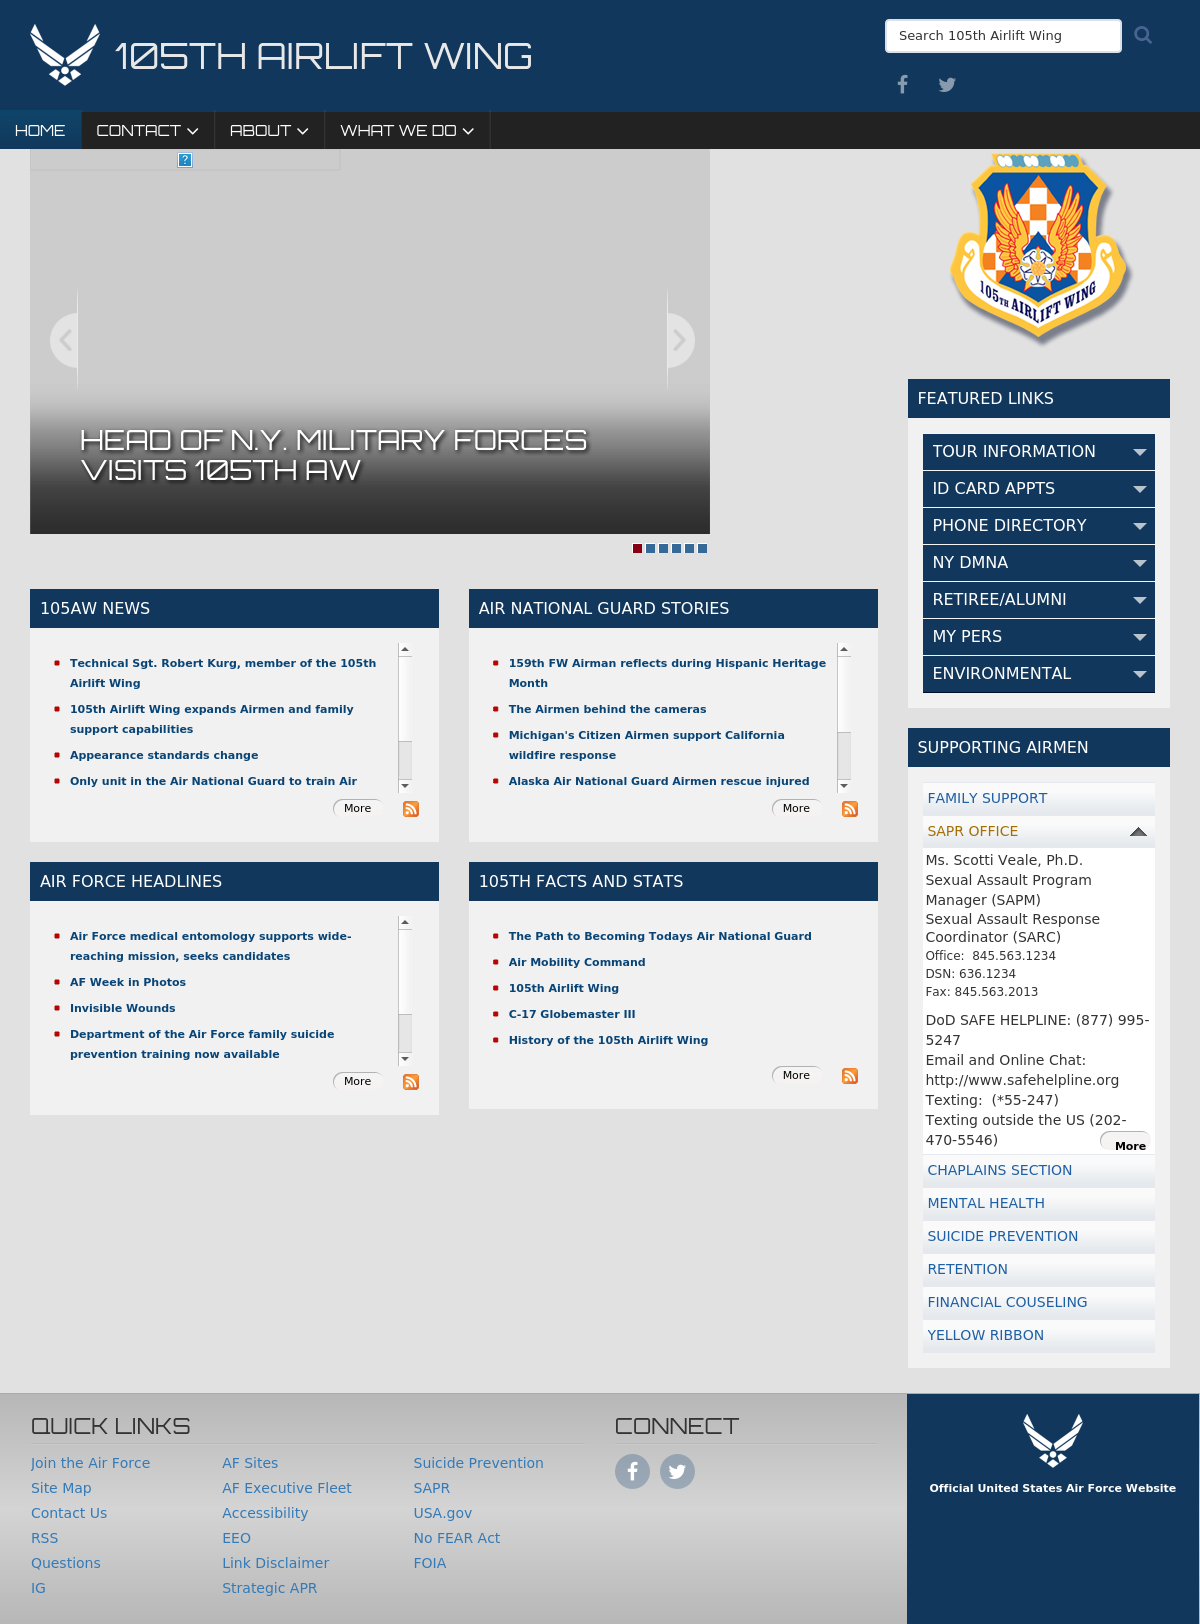 105TH AIRLIFT WING
Search 105th Airlift Wing
HOME
CONTACT
ABOUT
WHAT WE DO
?
105TH AIRLIFT WING
HEAD OF N.Y. MILITARY FORCES
VISITS 105TH AW
105AW NEWS
Technical Sgt. Robert Kurg, member of the 105th
Airlift Wing
105th Airlift Wing expands Airmen and family
support capabilities
Appearance standards change
Only unit in the Air National Guard to train Air
More
AIR NATIONAL GUARD STORIES
159th FW Airman reflects during Hispanic Heritage
Month
The Airmen behind the cameras
Michigan's Citizen Airmen support California
wildfire response
Alaska Air National Guard Airmen rescue injured
More
AIR FORCE HEADLINES
Air Force medical entomology supports wide-
reaching mission, seeks candidates
AF Week in Photos
Invisible Wounds
Department of the Air Force family suicide
prevention training now available
More
105TH FACTS AND STATS
The Path to Becoming Todays Air National Guard
Air Mobility Command
105th Airlift Wing
C-17 Globemaster III
History of the 105th Airlift Wing
More
FEATURED LINKS
TOUR INFORMATION
ID CARD APPTS
PHONE DIRECTORY
NY DMNA
RETIREE/ALUMNI
MY PERS
ENVIRONMENTAL
SUPPORTING AIRMEN
FAMILY SUPPORT
SAPR OFFICE
Ms. Scotti Veale, Ph.D.
Sexual Assault Program
Manager (SAPM)
Sexual Assault Response
Coordinator (SARC)
Office:  845.563.1234
DSN: 636.1234
Fax: 845.563.2013
DoD SAFE HELPLINE: (877) 995-
5247
Email and Online Chat:
http://www.safehelpline.org
Texting:  (*55-247)
Texting outside the US (202-
470-5546)
More
CHAPLAINS SECTION
MENTAL HEALTH
SUICIDE PREVENTION
RETENTION
FINANCIAL COUSELING
YELLOW RIBBON
QUICK LINKS
Join the Air Force
Site Map
Contact Us
RSS
Questions
IG
AF Sites
AF Executive Fleet
Accessibility
EEO
Link Disclaimer
Strategic APR
Suicide Prevention
SAPR
USA.gov
No FEAR Act
FOIA
CONNECT
Official United States Air Force Website